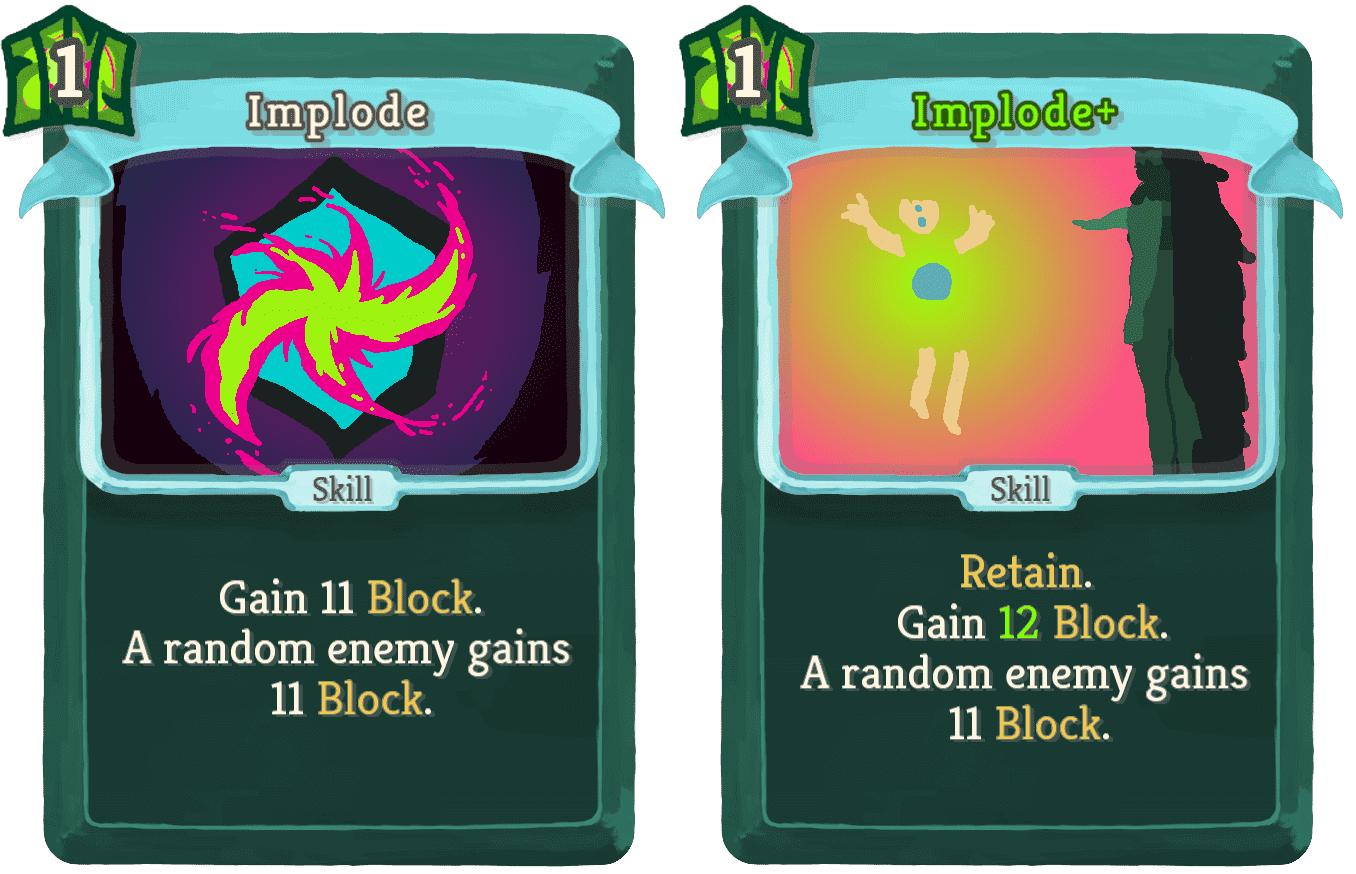 1
Implode
Skill
Gain 11 Block.
A random enemy gains
11 Block.
1
Implode+
Skill
Retain.
Gain 12 Block.
A random enemy gains
11 Block.